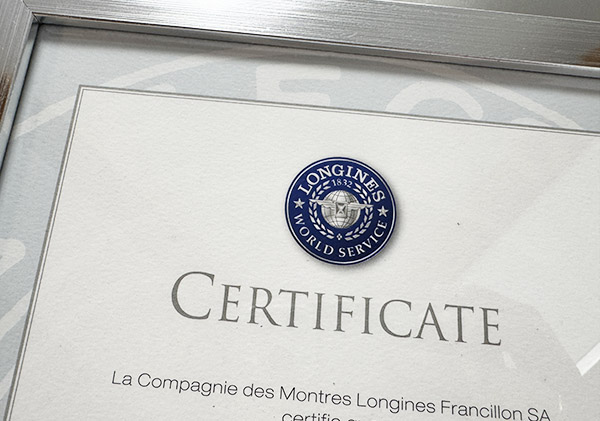 LONGINES
1832
WORLD SERVICE
CERTIFICATE
La Compagnie des Montres Longines Francillon SA